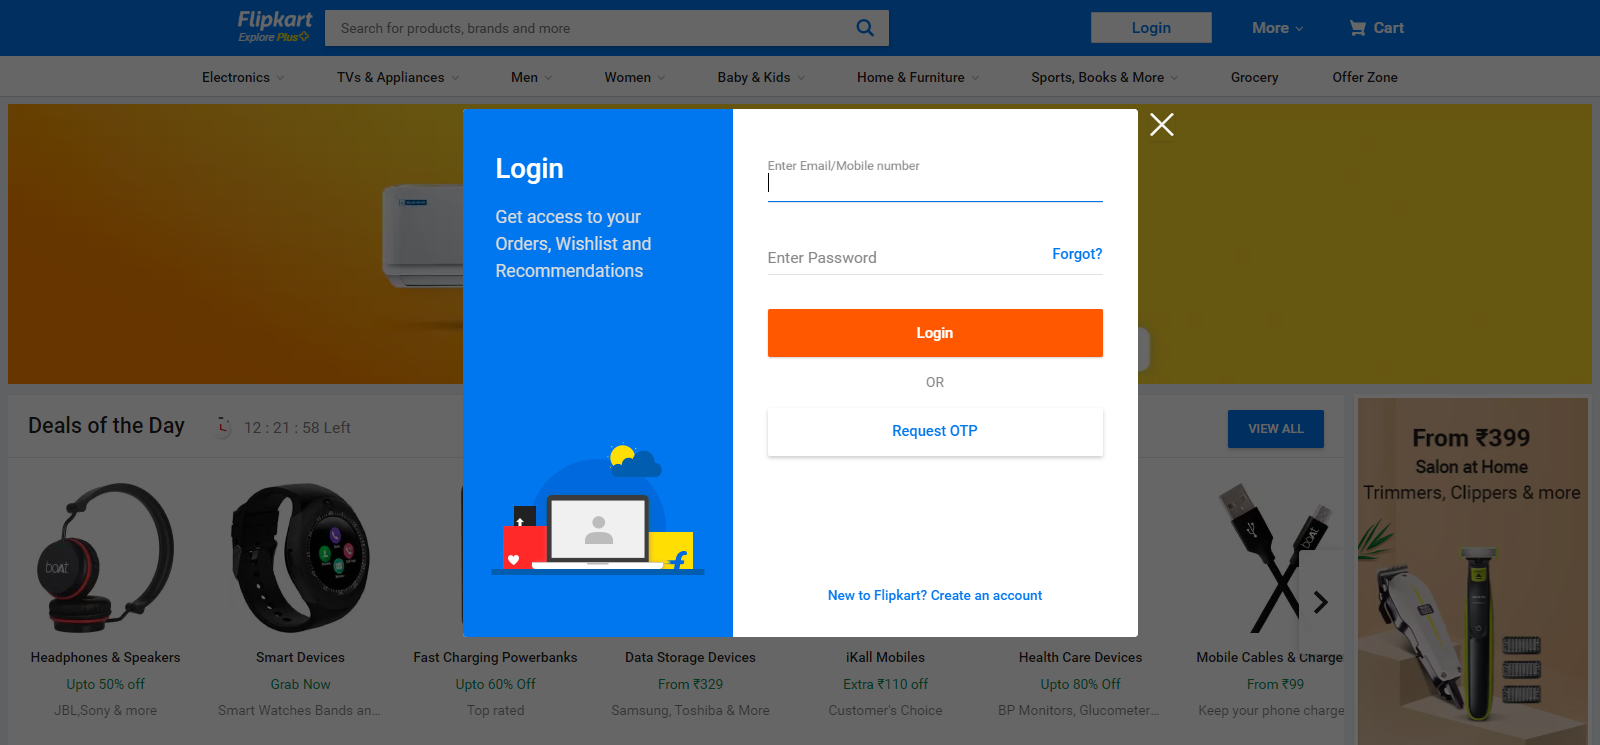 Flipkart
Explore Plus
Search for products, brands and more
Login
More
Cart
Electronics
TVs & Appliances
Men
Women
Baby & Kids
Home & Furniture
Sports, Books & More
Grocery
Offer Zone
Login
Get access to your
Orders, Wishlist and
Recommendations
Enter Email/Mobile number
Enter Password
Forgot?
Login
OR
Request OTP
New to Flipkart? Create an account
Deals of the Day
12 : 21 : 58 Left
VIEW ALL
boAt
boAt
Headphones & Speakers
Upto 50% off
JBL,Sony & more
Smart Devices
Grab Now
Smart Watches Bands an...
Fast Charging Powerbanks
Upto 60% Off
Top rated
Data Storage Devices
From ₹329
Samsung, Toshiba & More
iKall Mobiles
Extra ₹110 off
Customer's Choice
Health Care Devices
Upto 80% Off
BP Monitors, Glucometer...
Mobile Cables & Charge
From ₹99
Keep your phone charge
From ₹399
Salon at Home
Trimmers, Clippers & more